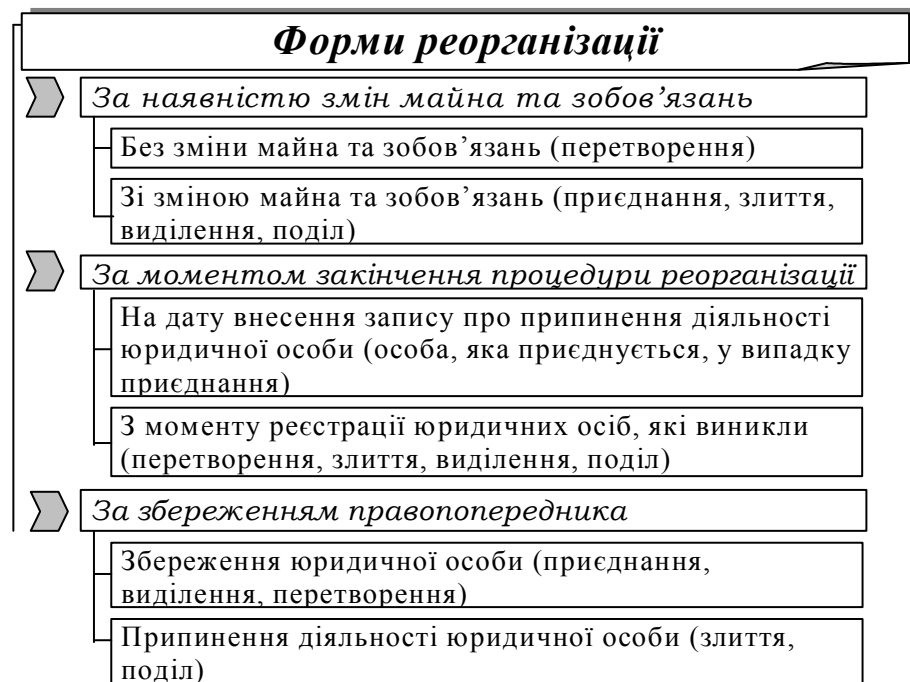 Форми реорганізації
За наявністю змін майна та зобов’язань
Без зміни майна та зобов’язань (перетворення)
Зі зміною майна та зобов’язань (приєднання, злиття,
виділення, поділ)
За моментом закінчення процедури реорганізації
На дату внесення запису про припинення діяльності
юридичної особи (особа, яка приєднується, у випадку
приєднання)
З моменту реєстрації юридичних осіб, які виникли
(перетворення, злиття, виділення, поділ)
За збереженням правопопередника
Збереження юридичної особи (приєднання,
виділення, перетворення)
Припинення діяльності юридичної особи (злиття,
поділ)